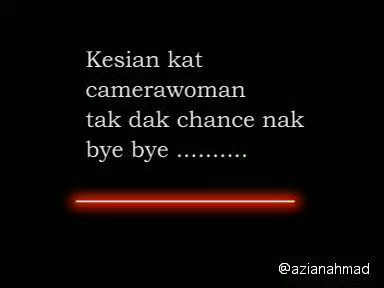 Kesian kat
camerawoman
tak dak chance nak
bye bye ..........
@azianahmad